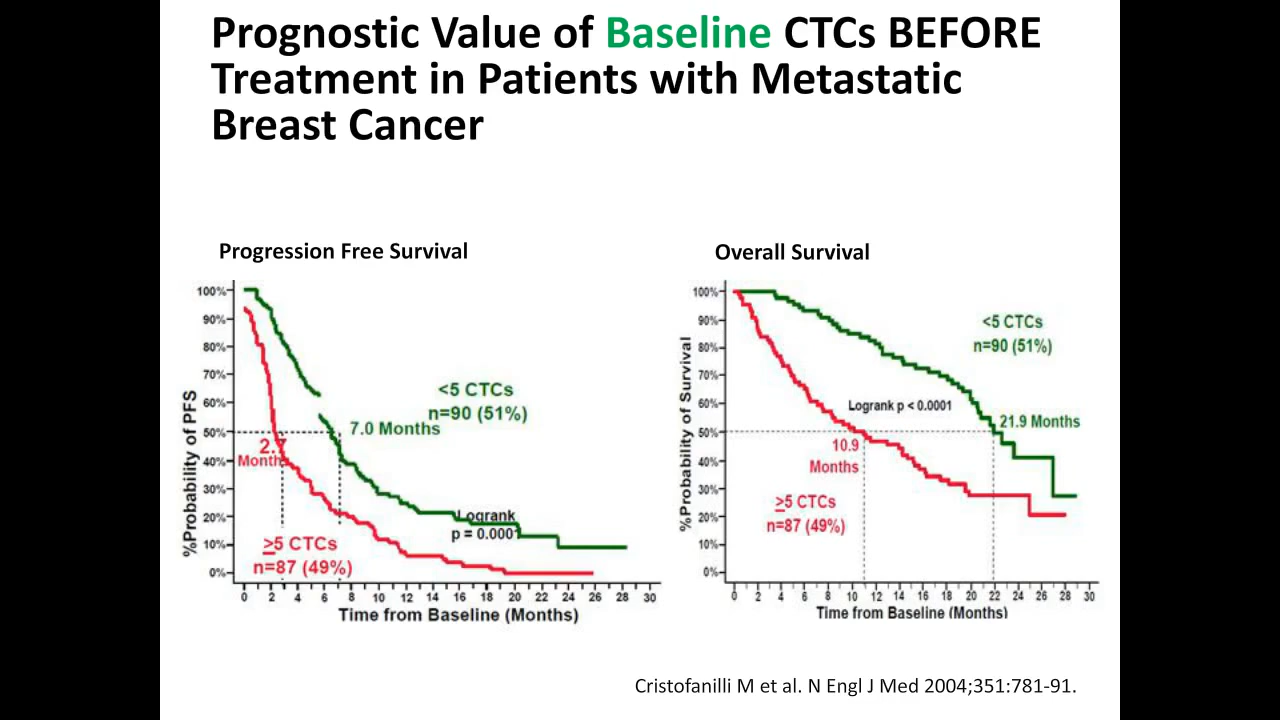 Prognostic Value of Baseline CTCs BEFORE
Treatment in Patients with Metastatic
Breast Cancer
Progression Free Survival
%Probability of PFS
100%
90%
80%
70%
60%
50%
40%
30%
20%
10%
0%
<5 CTCs
n=90 (51%)
7.0 Months
2.7
Months
Logrank
p = 0.0001
>5 CTCs
n=87 (49%)
0 2 4 6 8 10 12 14 16 18 20 22 24 26 28 30
Time from Baseline (Months)
Overall Survival
%Probability of Survival
100%
90%
80%
70%
60%
50%
40%
30%
20%
10%
0%
<5 CTCs
n=90 (51%)
Logrank p < 0.0001
21.9 Months
10.9
Months
>5 CTCs
n=87 (49%)
0 2 4 6 8 10 12 14 16 18 20 22 24 26 28 30
Time from Baseline (Months)
Cristofanilli M et al. N Engl J Med 2004;351:781-91.